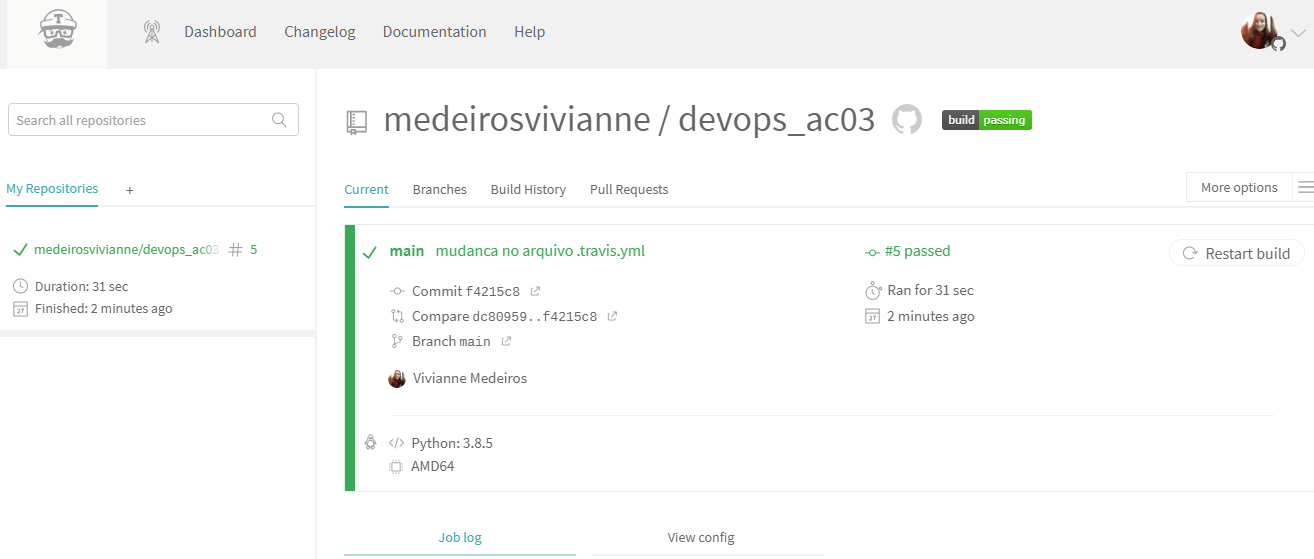 Dashboard Changelog Documentation Help
Search all repositories
medeirosvivianne / devops_ac03 build passing
My Repositories +
Current Branches Build History Pull Requests More options
medeirosvivianne/devops_ac03 # 5
Duration: 31 sec
Finished: 2 minutes ago
main mudanca no arquivo .travis.yml #5 passed Restart build
Commit f4215c8 Ran for 31 sec
Compare dc80959..f4215c8 2 minutes ago
Branch main
Vivianne Medeiros
Python: 3.8.5
AMD64
Job log View config